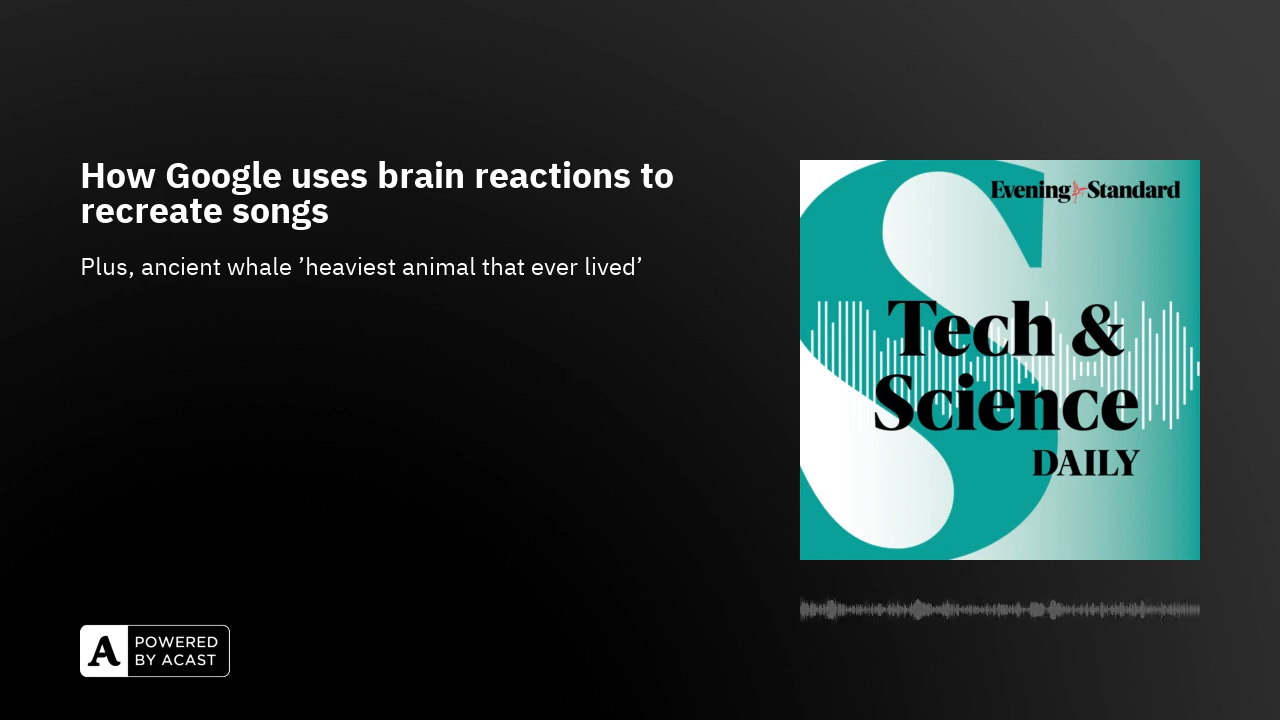 How Google uses brain reactions to
recreate songs
Plus, ancient whale ’heaviest animal that ever lived’
Evening Standard
Tech &
Science
DAILY
A POWERED
BY ACAST